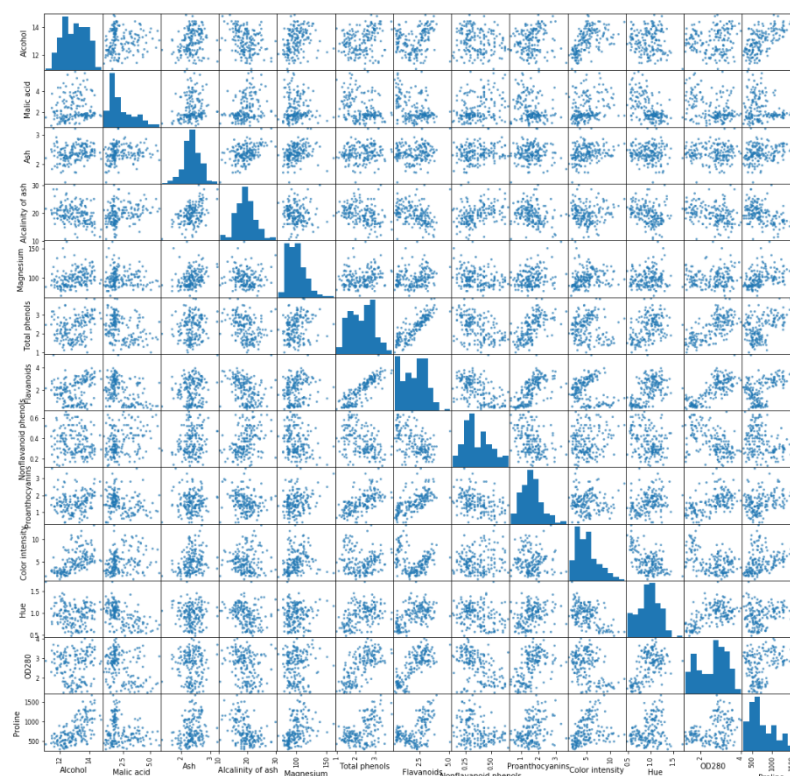 Alcohol
14
12
Malic acid
4
2
Ash
3
2
Alcalinity of ash
30
20
10
Magnesium
150
100
Total phenols
3
2
1
Flavanoids
4
2
Nonflavanoid phenols
0.6
0.4
0.2
Proanthocyanins
3
2
1
Color intensity
10
5
Hue
1.5
1.0
0.5
OD280
3
2
Proline
1500
1000
500
12 14 2.5 5.0 2 3 10 20 30 100 150 1 2 3 2.5 5.0 0.25 0.50 1 2 3 5 10 0.5 1.0 1.5 2 4 500 1000
Alcohol Malic acid Ash Alcalinity of ash Magnesium Total phenols Flavanoids Nonflavanoid phenols Proanthocyanins Color intensity Hue OD280